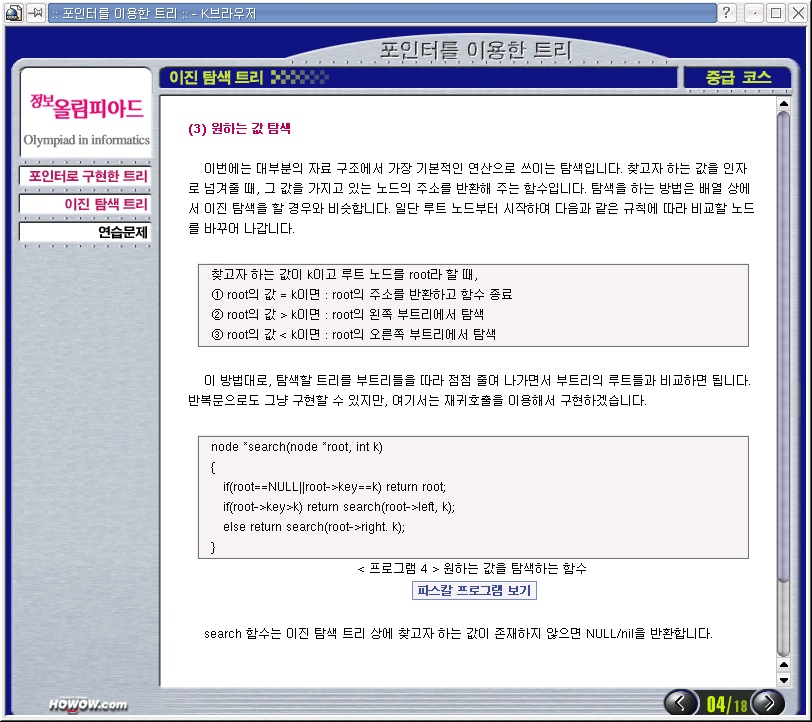 :: 포인터를 이용한 트리 :: - K브라우저
포인터를 이용한 트리
이진 탐색 트리
중급 코스
정보올림피아드
Olympiad in informatics
포인터로 구현한 트리
이진 탐색 트리
연습문제
(3) 원하는 값 탐색
이번에는 대부분의 자료 구조에서 가장 기본적인 연산으로 쓰이는 탐색입니다. 찾고자 하는 값을 인자
로 넘겨줄 때, 그 값을 가지고 있는 노드의 주소를 반환해 주는 함수입니다. 탐색을 하는 방법은 배열 상에
서 이진 탐색을 할 경우와 비슷합니다. 일단 루트 노드부터 시작하여 다음과 같은 규칙에 따라 비교할 노드
를 바꾸어 나갑니다.
찾고자 하는 값이 k이고 루트 노드를 root라 할 때,
① root의 값 = k이면 : root의 주소를 반환하고 함수 종료
② root의 값 > k이면 : root의 왼쪽 부트리에서 탐색
③ root의 값 < k이면 : root의 오른쪽 부트리에서 탐색
이 방법대로, 탐색할 트리를 부트리들을 따라 점점 줄여 나가면서 부트리의 루트들과 비교하면 됩니다.
반복문으로도 그냥 구현할 수 있지만, 여기서는 재귀호출을 이용해서 구현하겠습니다.
node *search(node *root, int k)
{
if(root==NULL||root->key==k) return root;
if(root->key>k) return search(root->left, k);
else return search(root->right. k);
}
< 프로그램 4 > 원하는 값을 탐색하는 함수
파스칼 프로그램 보기
search 함수는 이진 탐색 트리 상에 찾고자 하는 값이 존재하지 않으면 NULL/nil을 반환합니다.
HOWOW.com
04/18